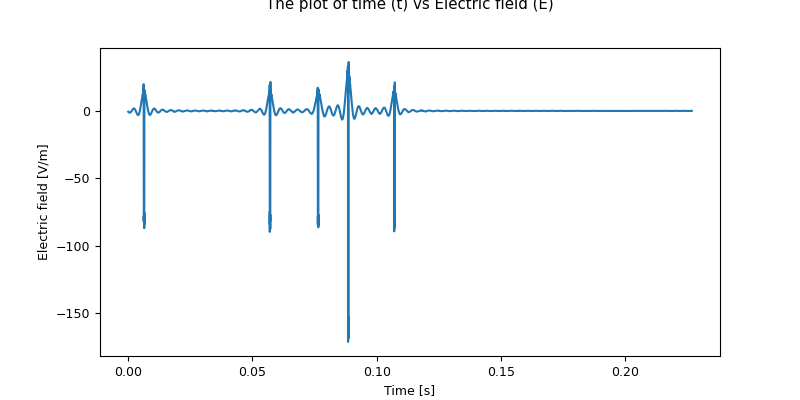 The plot of time (t) vs Electric field (E)
0
−50
−100
−150
Electric field [V/m]
0.00 0.05 0.10 0.15 0.20
Time [s]